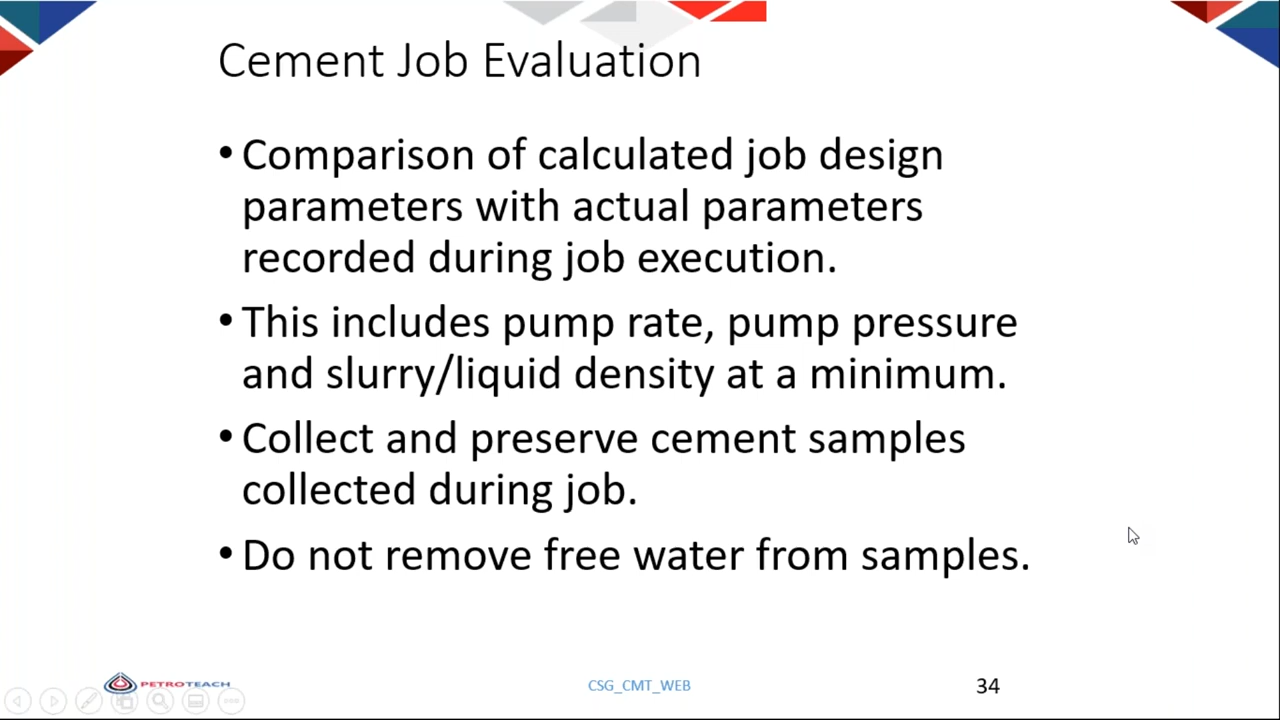 Cement Job Evaluation
• Comparison of calculated job design
parameters with actual parameters
recorded during job execution.
• This includes pump rate, pump pressure
and slurry/liquid density at a minimum.
• Collect and preserve cement samples
collected during job.
• Do not remove free water from samples.
PETROTEACH
CSG_CMT_WEB
34